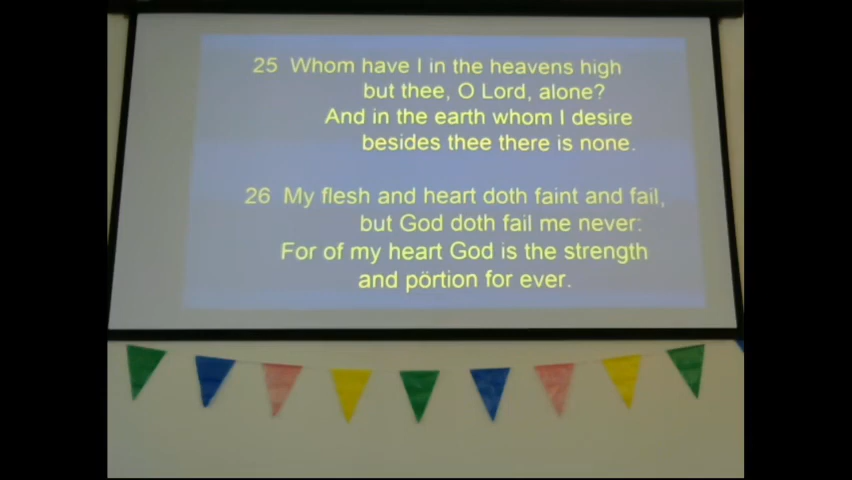 25 Whom have I in the heavens high
but thee, O Lord, alone?
And in the earth whom I desire
besides thee there is none.
26 My flesh and heart doth faint and fail,
but God doth fail me never:
For of my heart God is the strength
and pörtion for ever.